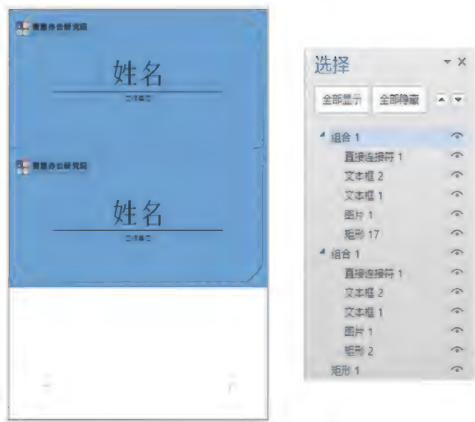 姓名
姓名
选择
全部显示 全部隐藏
组合 1
直接连接符 1
文本框 2
文本框 1
图片 1
矩形 17
组合 1
直接连接符 1
文本框 2
文本框 1
图片 1
矩形 2
矩形 1